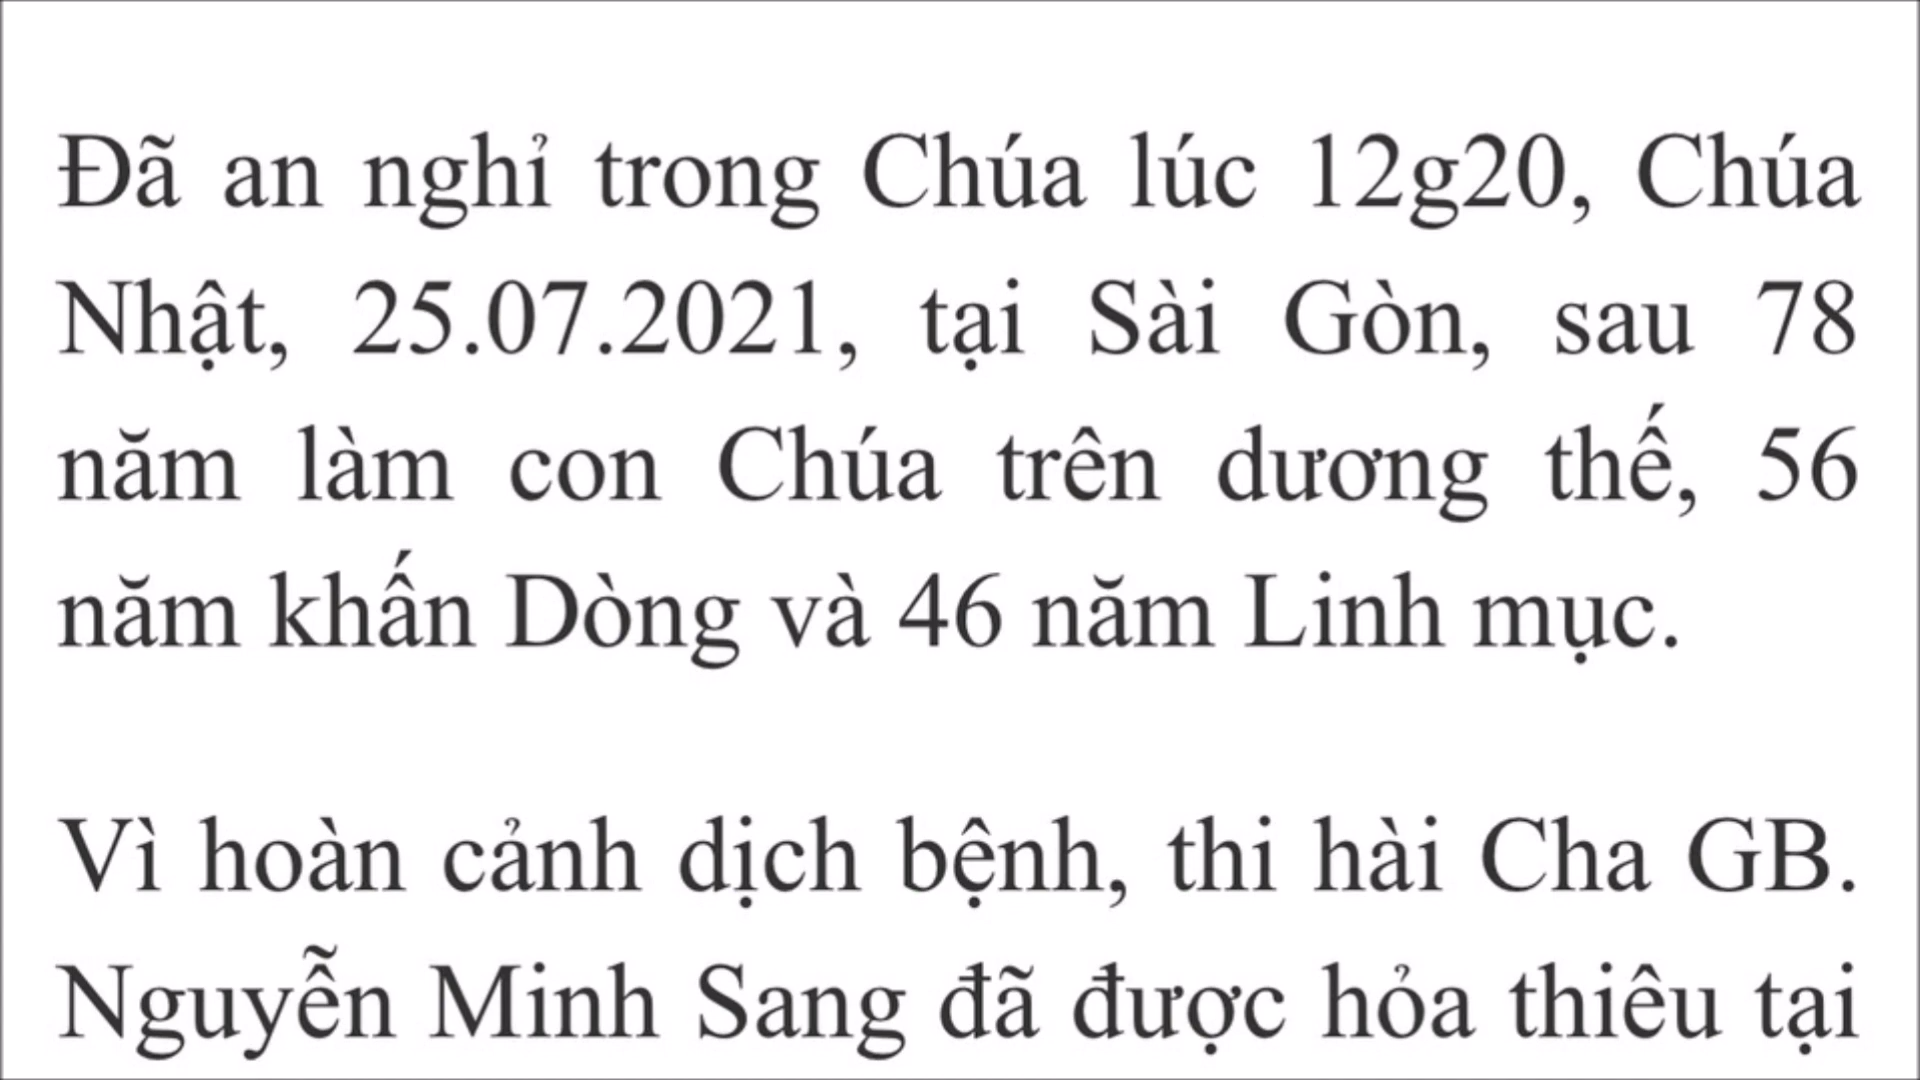 Đã an nghỉ trong Chúa lúc 12g20, Chúa
Nhật, 25.07.2021, tại Sài Gòn, sau 78
năm làm con Chúa trên dương thế, 56
năm khấn Dòng và 46 năm Linh mục.
Vì hoàn cảnh dịch bệnh, thi hài Cha GB.
Nguyễn Minh Sang đã được hỏa thiêu tại